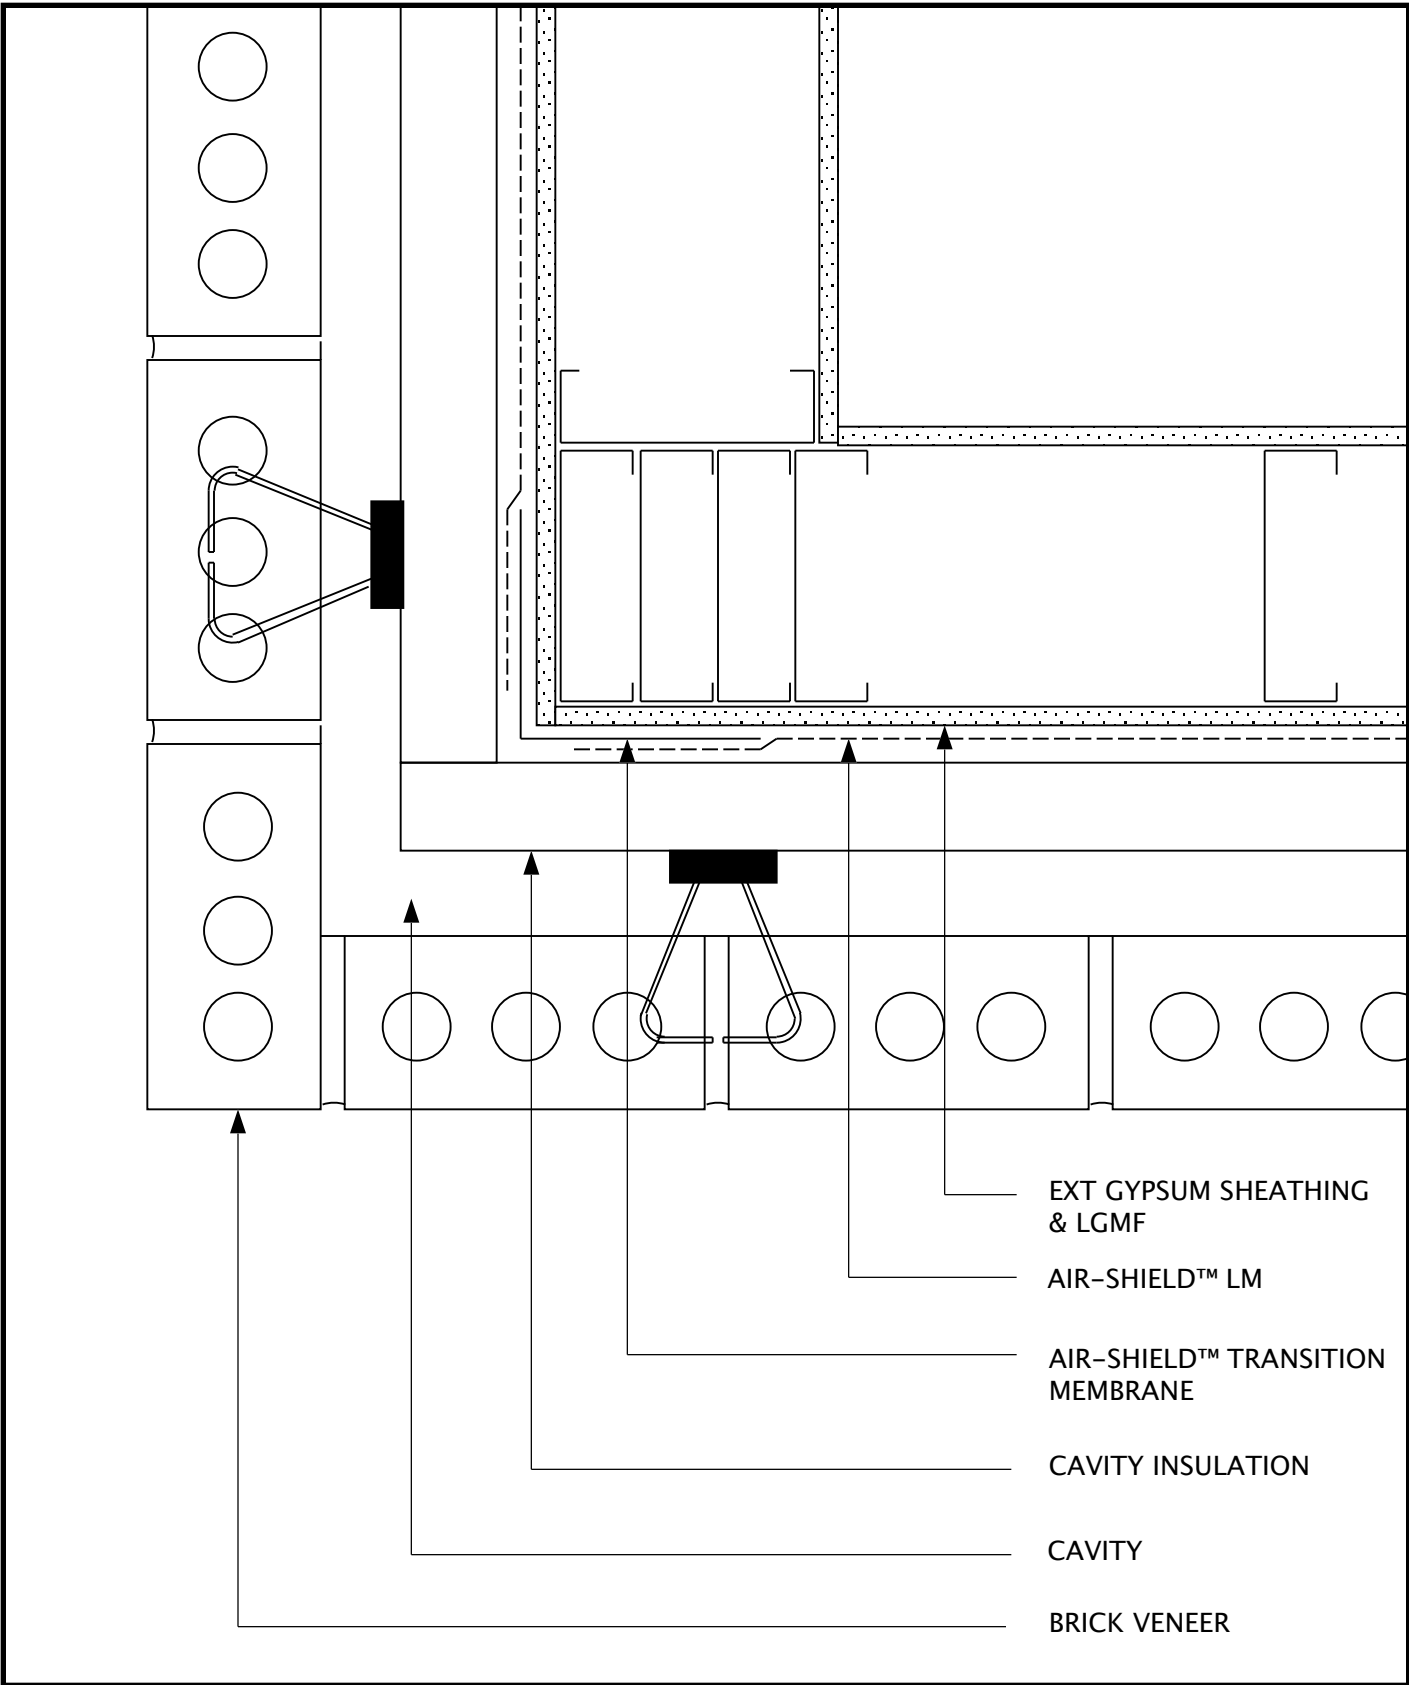 EXT GYPSUM SHEATHING
& LGMF
AIR-SHIELD™ LM
AIR-SHIELD™ TRANSITION
MEMBRANE
CAVITY INSULATION
CAVITY
BRICK VENEER